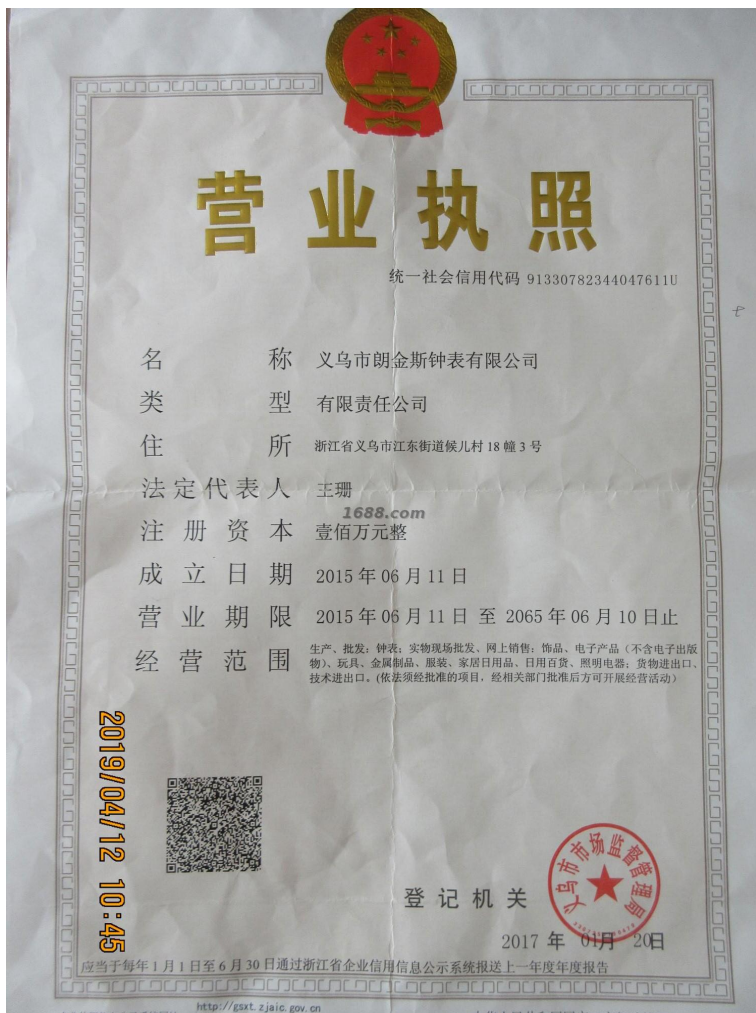 营业执照
统一社会信用代码 91330782344047611U
名称 义乌市朗金斯钟表有限公司
类型 有限责任公司
住所 浙江省义乌市江东街道候儿村18幢3号
法定代表人 王珊
1688.com
注册资本 壹佰万元整
成立日期 2015年06月11日
营业期限 2015年06月11日至2065年06月10日止
经营范围 生产、批发：钟表；实物现场批发、网上销售：饰品、电子产品（不含电子出版
物）、玩具、金属制品、服装、家居日用品、日用百货、照明电器；货物进出口、
技术进出口。(依法须经批准的项目，经相关部门批准后方可开展经营活动）
2019/04/12 10:45
义乌市市场监督管理局
登记机关
2017年 01月 20日
应当于每年1月1日至6月30日通过浙江省企业信用信息公示系统报送上一年度年度报告
http://gsxt.zjaic.gov.cn